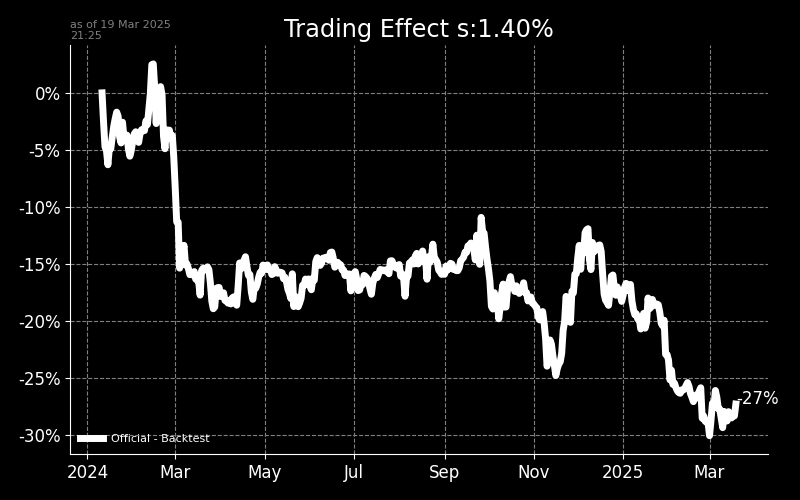 as of 19 Mar 2025
21:25
Trading Effect s:1.40%
0%
-5%
-10%
-15%
-20%
-25%
-30%
-27%
Official - Backtest
2024 Mar May Jul Sep Nov 2025 Mar